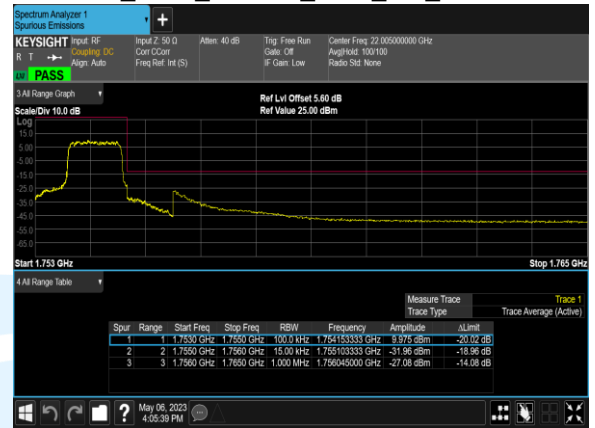 Spectrum Analyzer 1
Spurious Emissions
+
KEYSIGHT Input: RF Input Z: 50 Ω Atten: 40 dB Trig: Free Run Center Freq: 22.005000000 GHz
R T Coupling: DC Corr CCorr Gate: Off Avg|Hold: 100/100
Align: Auto Freq Ref: Int (S) IF Gain: Low Radio Std: None
LXI PASS
3 All Range Graph
Ref Lvl Offset 5.60 dB
Scale/Div 10.0 dB Ref Value 25.00 dBm
Log
15.0
5.00
-5.00
-15.0
-25.0
-35.0
-45.0
-55.0
-65.0
Start 1.753 GHz Stop 1.765 GHz
4 All Range Table
Measure Trace Trace 1
Trace Type Trace Average (Active)
Spur Range Start Freq Stop Freq RBW Frequency Amplitude ΔLimit
1 1 1.7530 GHz 1.7550 GHz 100.0 kHz 1.754153333 GHz 9.975 dBm -20.02 dB
2 2 1.7550 GHz 1.7560 GHz 15.00 kHz 1.755103333 GHz -31.96 dBm -18.96 dB
3 3 1.7560 GHz 1.7650 GHz 1.000 MHz 1.756045000 GHz -27.08 dBm -14.08 dB
? May 06, 2023
4:05:39 PM